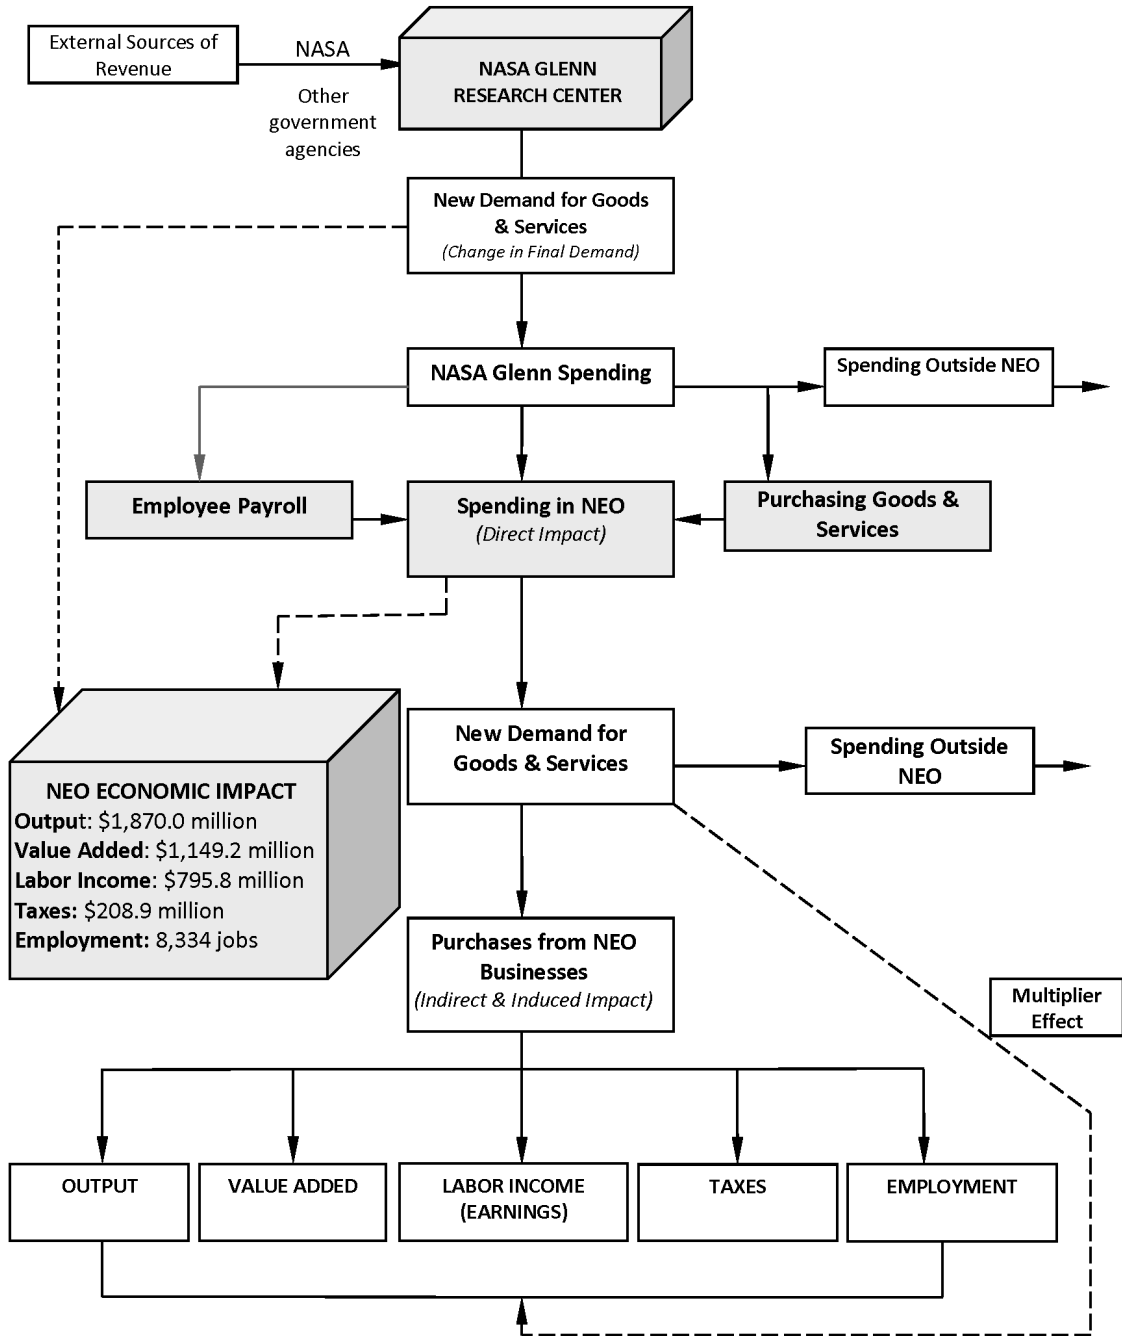 External Sources of
Revenue
NASA
Other
government
agencies
NASA GLENN
RESEARCH CENTER
New Demand for Goods
& Services
(Change in Final Demand)
NASA Glenn Spending
Spending Outside NEO
Employee Payroll
Spending in NEO
(Direct Impact)
Purchasing Goods &
Services
NEO ECONOMIC IMPACT
Output: $1,870.0 million
Value Added: $1,149.2 million
Labor Income: $795.8 million
Taxes: $208.9 million
Employment: 8,334 jobs
New Demand for
Goods & Services
Spending Outside
NEO
Purchases from NEO
Businesses
(Indirect & Induced Impact)
Multiplier
Effect
OUTPUT
VALUE ADDED
LABOR INCOME
(EARNINGS)
TAXES
EMPLOYMENT